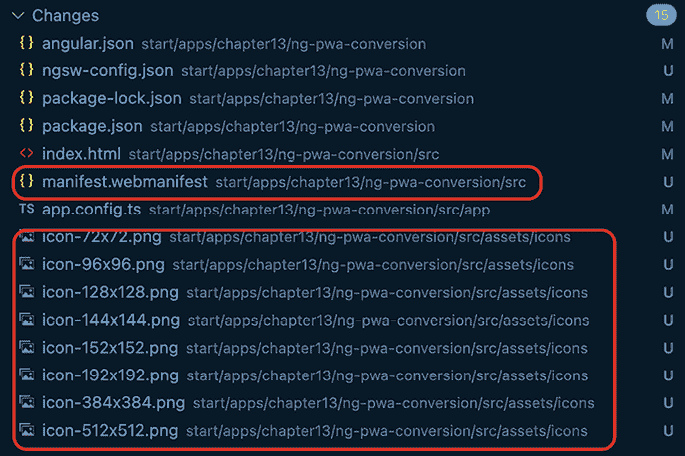 Changes 15
{} angular.json start/apps/chapter13/ng-pwa-conversion M
{} ngsw-config.json start/apps/chapter13/ng-pwa-conversion U
{} package-lock.json start/apps/chapter13/ng-pwa-conversion M
{} package.json start/apps/chapter13/ng-pwa-conversion M
<> index.html start/apps/chapter13/ng-pwa-conversion/src M
{} manifest.webmanifest start/apps/chapter13/ng-pwa-conversion/src U
TS app.config.ts start/apps/chapter13/ng-pwa-conversion/src/app M
icon-72x72.png start/apps/chapter13/ng-pwa-conversion/src/assets/icons U
icon-96x96.png start/apps/chapter13/ng-pwa-conversion/src/assets/icons U
icon-128x128.png start/apps/chapter13/ng-pwa-conversion/src/assets/icons U
icon-144x144.png start/apps/chapter13/ng-pwa-conversion/src/assets/icons U
icon-152x152.png start/apps/chapter13/ng-pwa-conversion/src/assets/icons U
icon-192x192.png start/apps/chapter13/ng-pwa-conversion/src/assets/icons U
icon-384x384.png start/apps/chapter13/ng-pwa-conversion/src/assets/icons U
icon-512x512.png start/apps/chapter13/ng-pwa-conversion/src/assets/icons U